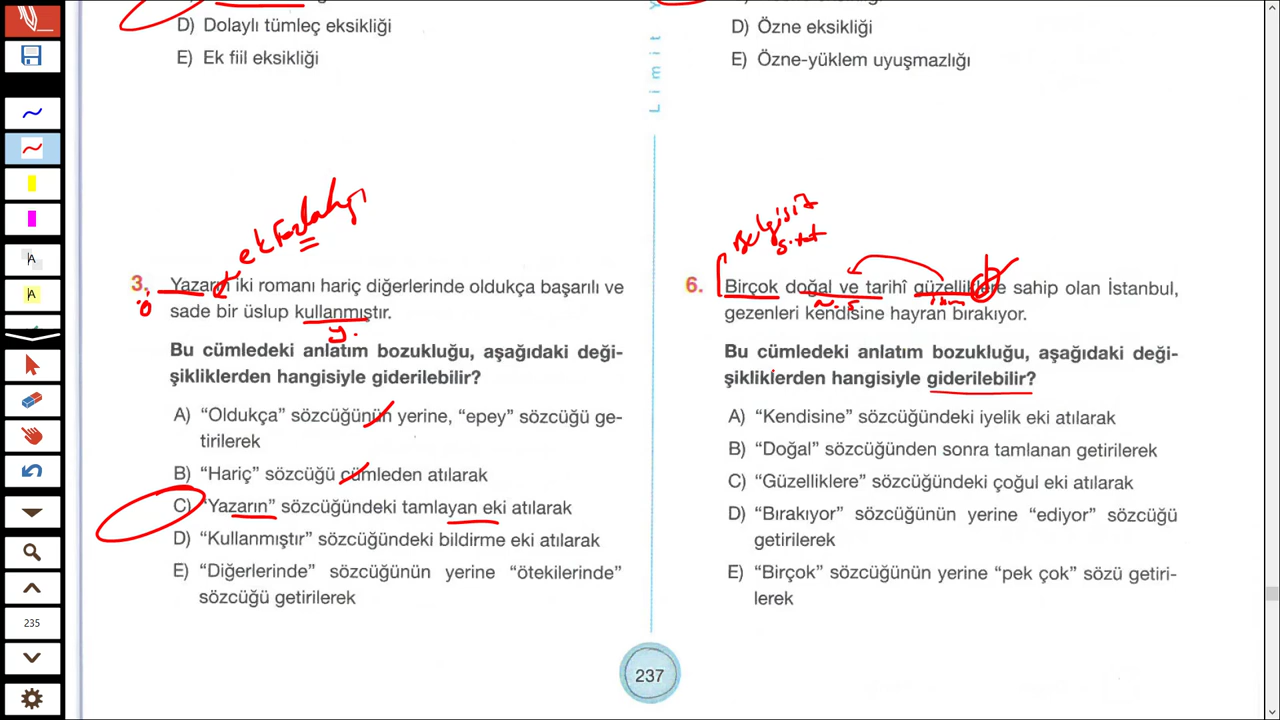 D) Dolaylı tümleç eksikliği
E) Ek fiil eksikliği
ek fazlalığı
3. Yazarın iki romanı hariç diğerlerinde oldukça başarılı ve
sade bir üslup kullanmıştır.
ö
y.
Bu cümledeki anlatım bozukluğu, aşağıdaki deği-
şikliklerden hangisiyle giderilebilir?
A) “Oldukça” sözcüğünün yerine, “epey” sözcüğü ge-
tirilerek
B) “Hariç” sözcüğü cümleden atılarak
C) “Yazarın” sözcüğündeki tamlayan eki atılarak
D) “Kullanmıştır” sözcüğündeki bildirme eki atılarak
E) “Diğerlerinde” sözcüğünün yerine “ötekilerinde”
sözcüğü getirilerek
Limit Y
D) Özne eksikliği
E) Özne-yüklem uyuşmazlığı
Belgisiz
6. Birçok doğal ve tarihî güzelliklere sahip olan İstanbul,
gezenleri kendisine hayran bırakıyor.
Bu cümledeki anlatım bozukluğu, aşağıdaki deği-
şikliklerden hangisiyle giderilebilir?
A) “Kendisine” sözcüğündeki iyelik eki atılarak
B) “Doğal” sözcüğünden sonra tamlanan getirilerek
C) “Güzelliklere” sözcüğündeki çoğul eki atılarak
D) “Bırakıyor” sözcüğünün yerine “ediyor” sözcüğü
getirilerek
E) “Birçok” sözcüğünün yerine “pek çok” sözü getiri-
lerek
237
A
A
235